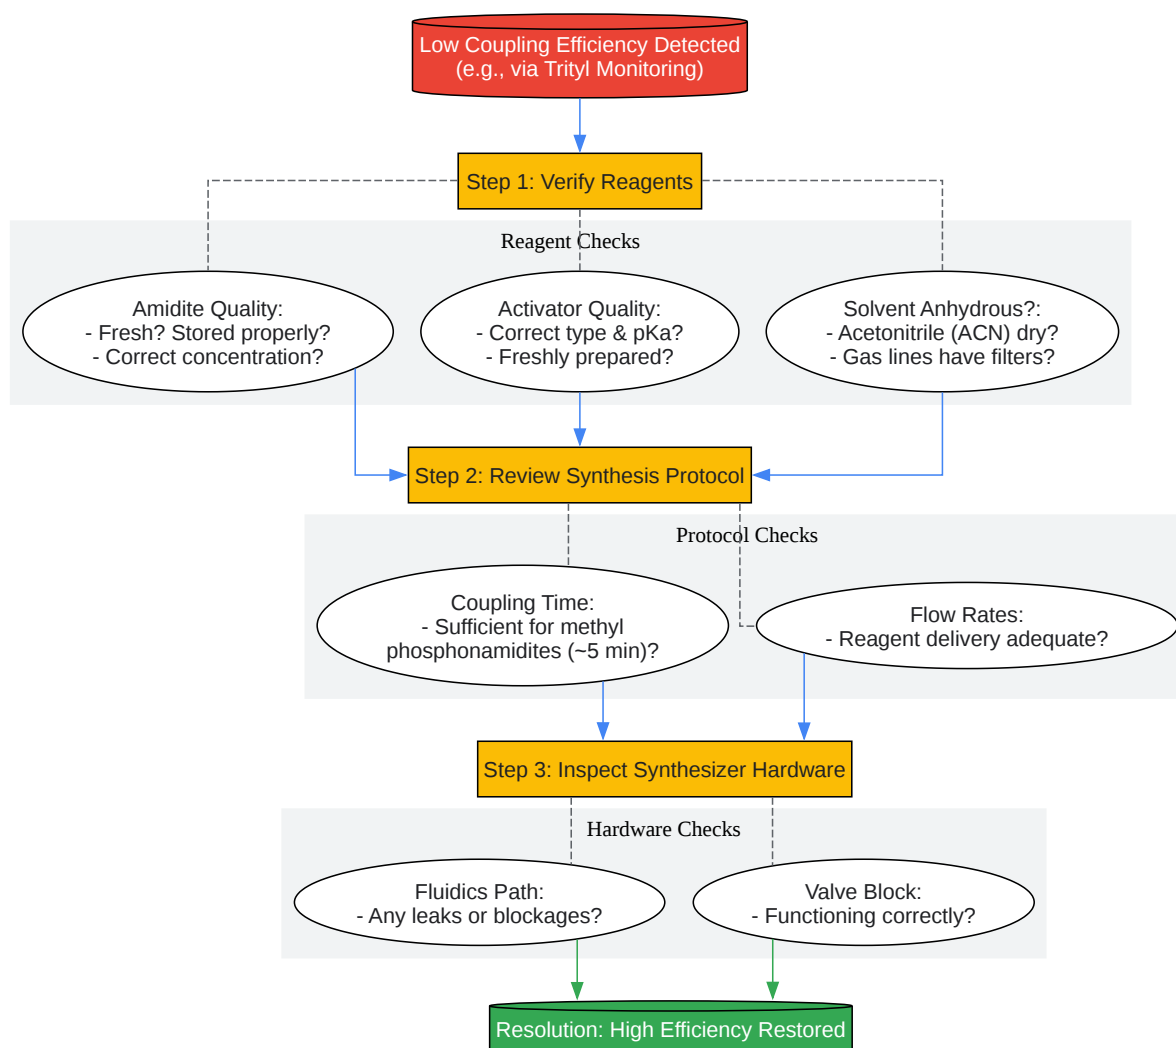 Low Coupling Efficiency Detected
(e.g., via Trityl Monitoring)
Step 1: Verify Reagents
Reagent Checks
Amidite Quality:
- Fresh? Stored properly?
- Correct concentration?
Activator Quality:
- Correct type & pKa?
- Freshly prepared?
Solvent Anhydrous?:
- Acetonitrile (ACN) dry?
- Gas lines have filters?
Step 2: Review Synthesis Protocol
Protocol Checks
Coupling Time:
- Sufficient for methyl
phosphonamidites (~5 min)?
Flow Rates:
- Reagent delivery adequate?
Step 3: Inspect Synthesizer Hardware
Hardware Checks
Fluidics Path:
- Any leaks or blockages?
Valve Block:
- Functioning correctly?
Resolution: High Efficiency Restored